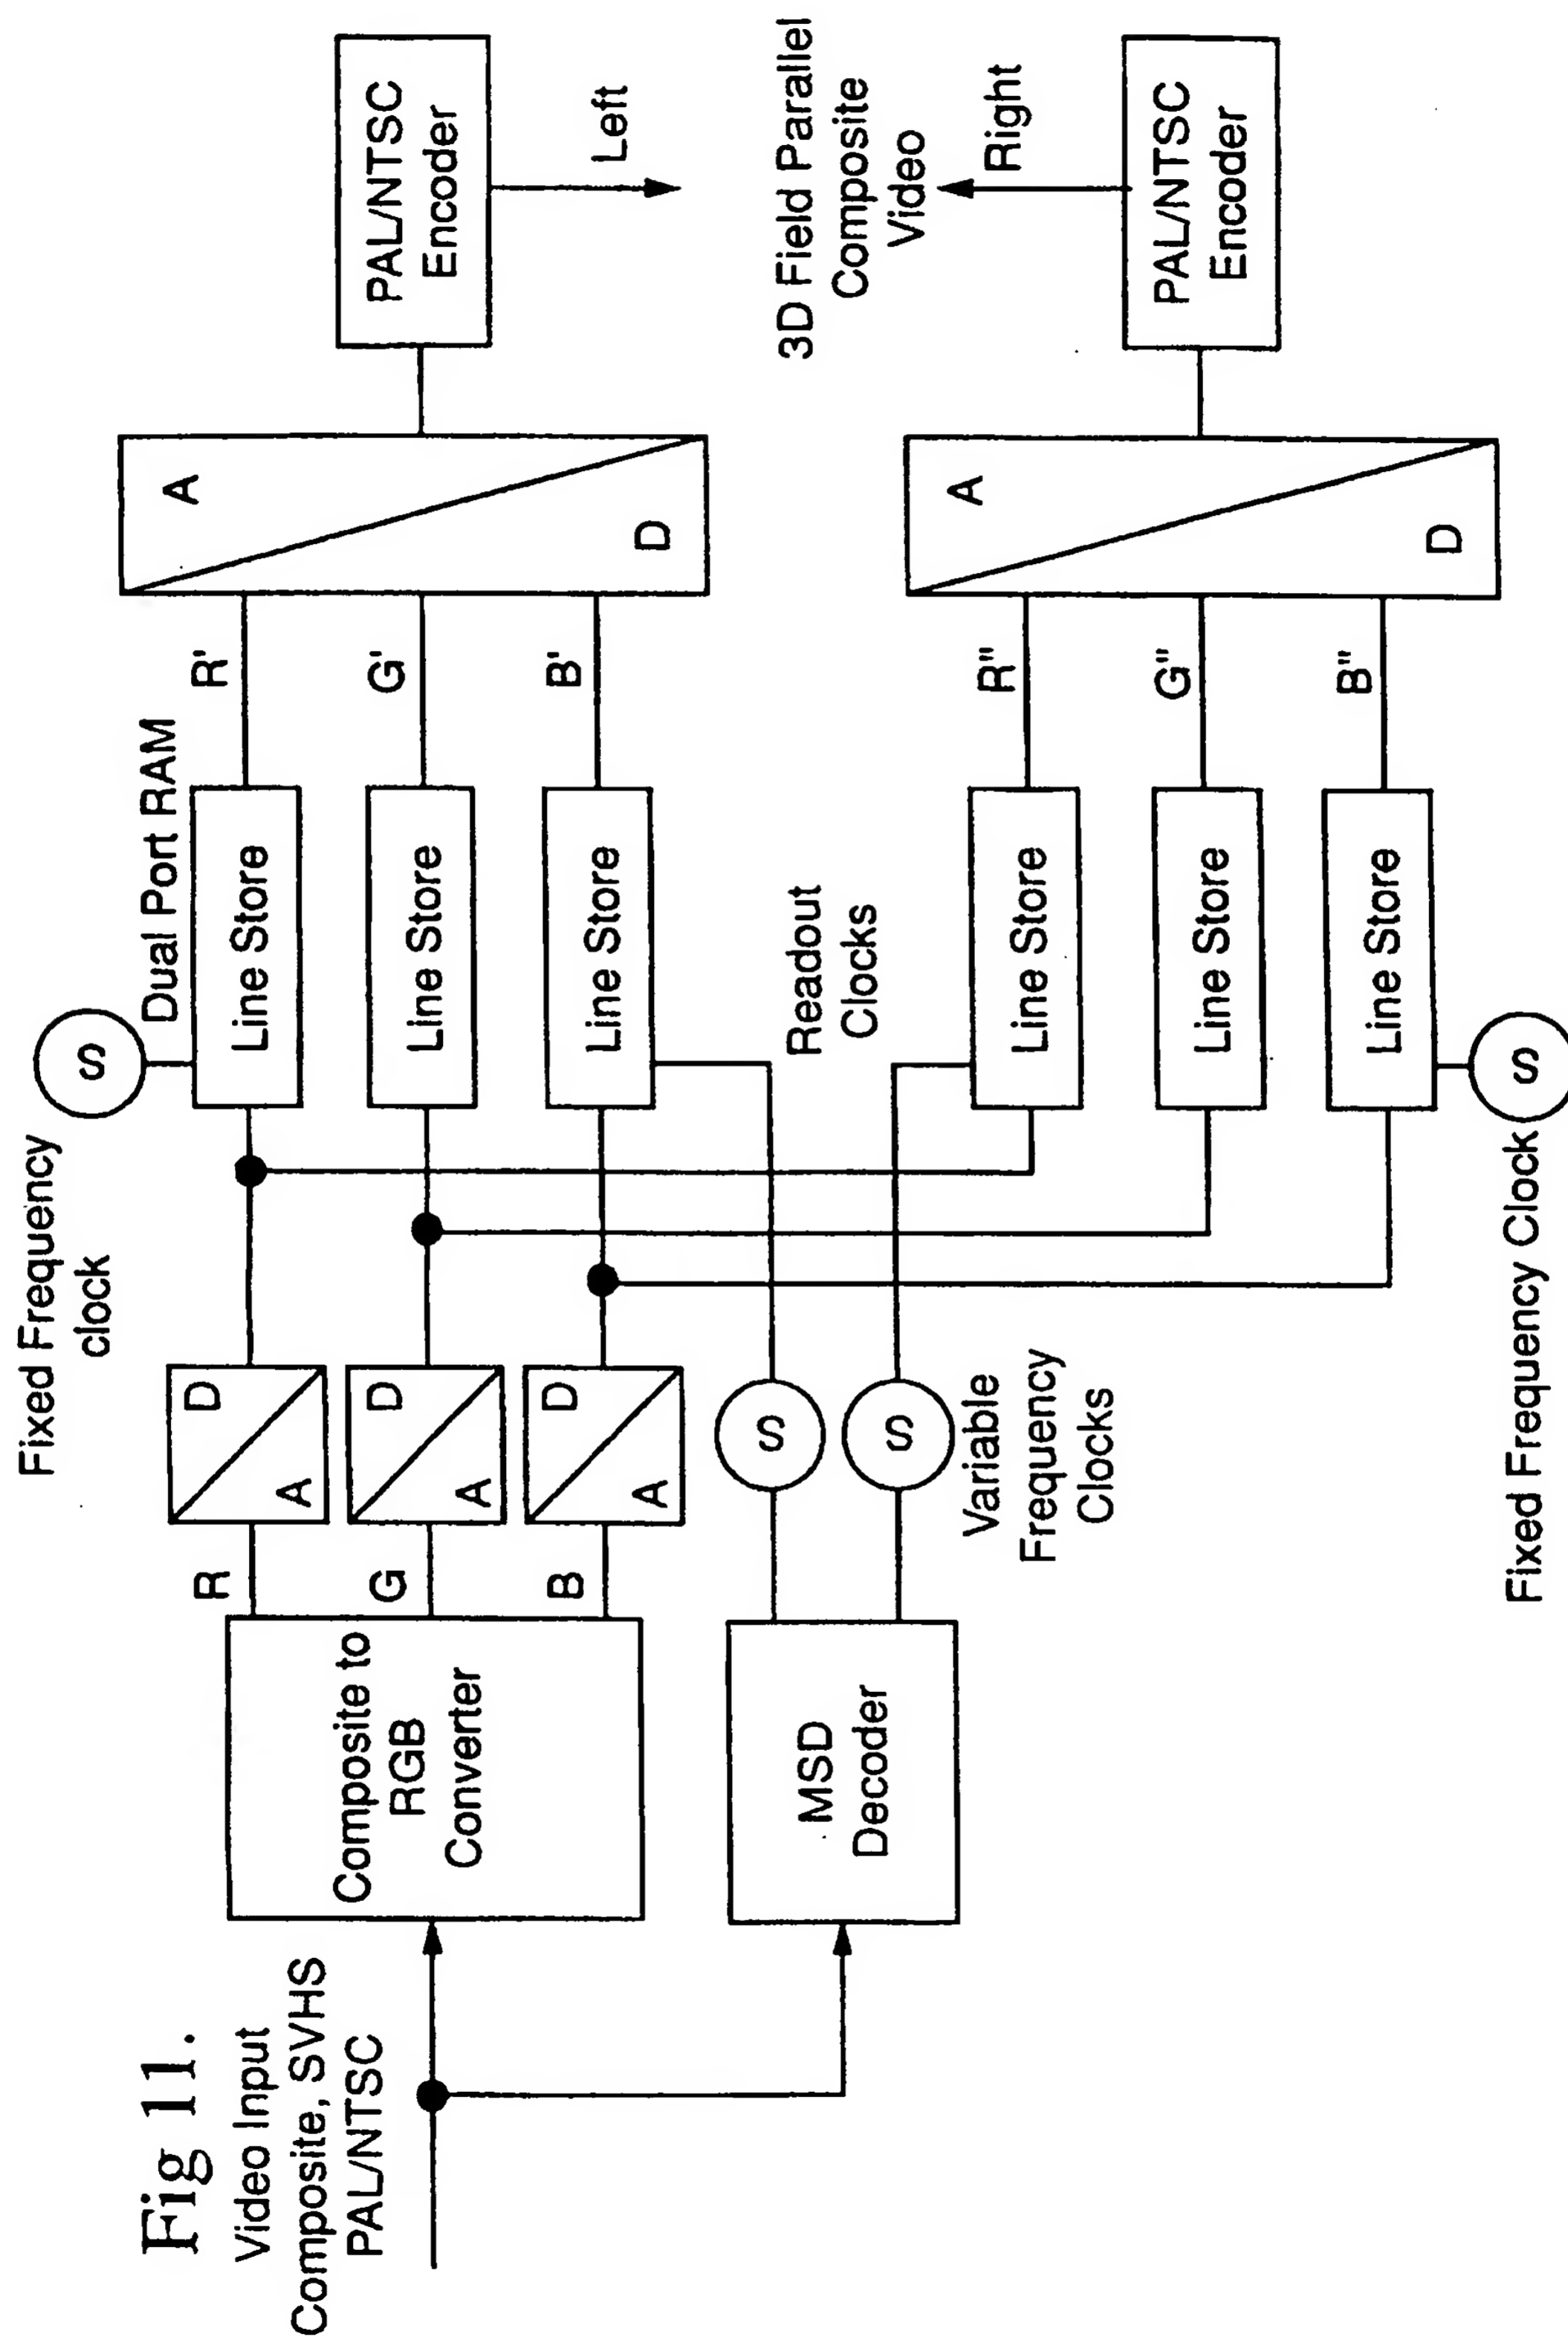 Fig 11.
Video Input
Composite, SVHS
PAL/NTSC
Composite to
RGB
Converter
MSD
Decoder
R
G
B
A
D
A
D
A
D
S
S
Variable
Frequency
Clocks
Fixed Frequency
clock
S
Dual Port RAM
Line Store
Line Store
Line Store
Readout
Clocks
Line Store
Line Store
Line Store
S
Fixed Frequency Clock
R'
G'
B'
R"
G"
B"
A
D
A
D
PAL/NTSC
Encoder
Left
3D Field Parallel
Composite
Video
Right
PAL/NTSC
Encoder